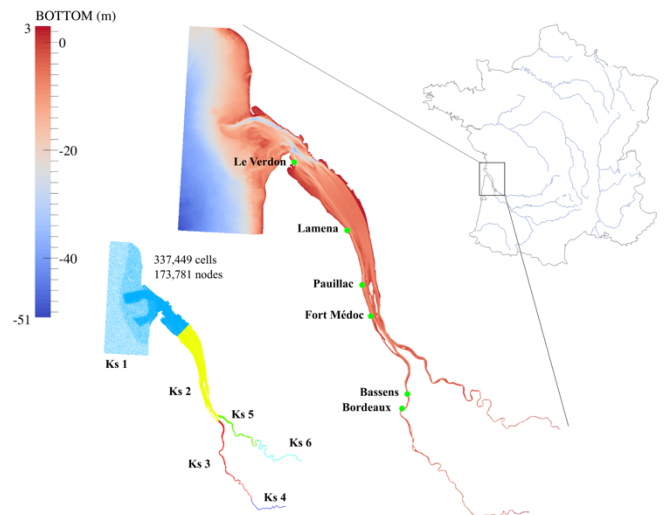 BOTTOM (m)
3
0
-20
-40
-51
Le Verdon
Lamena
Pauillac
Fort Médoc
Bassens
Bordeaux
337,449 cells
173,781 nodes
Ks 1
Ks 2
Ks 5
Ks 6
Ks 3
Ks 4